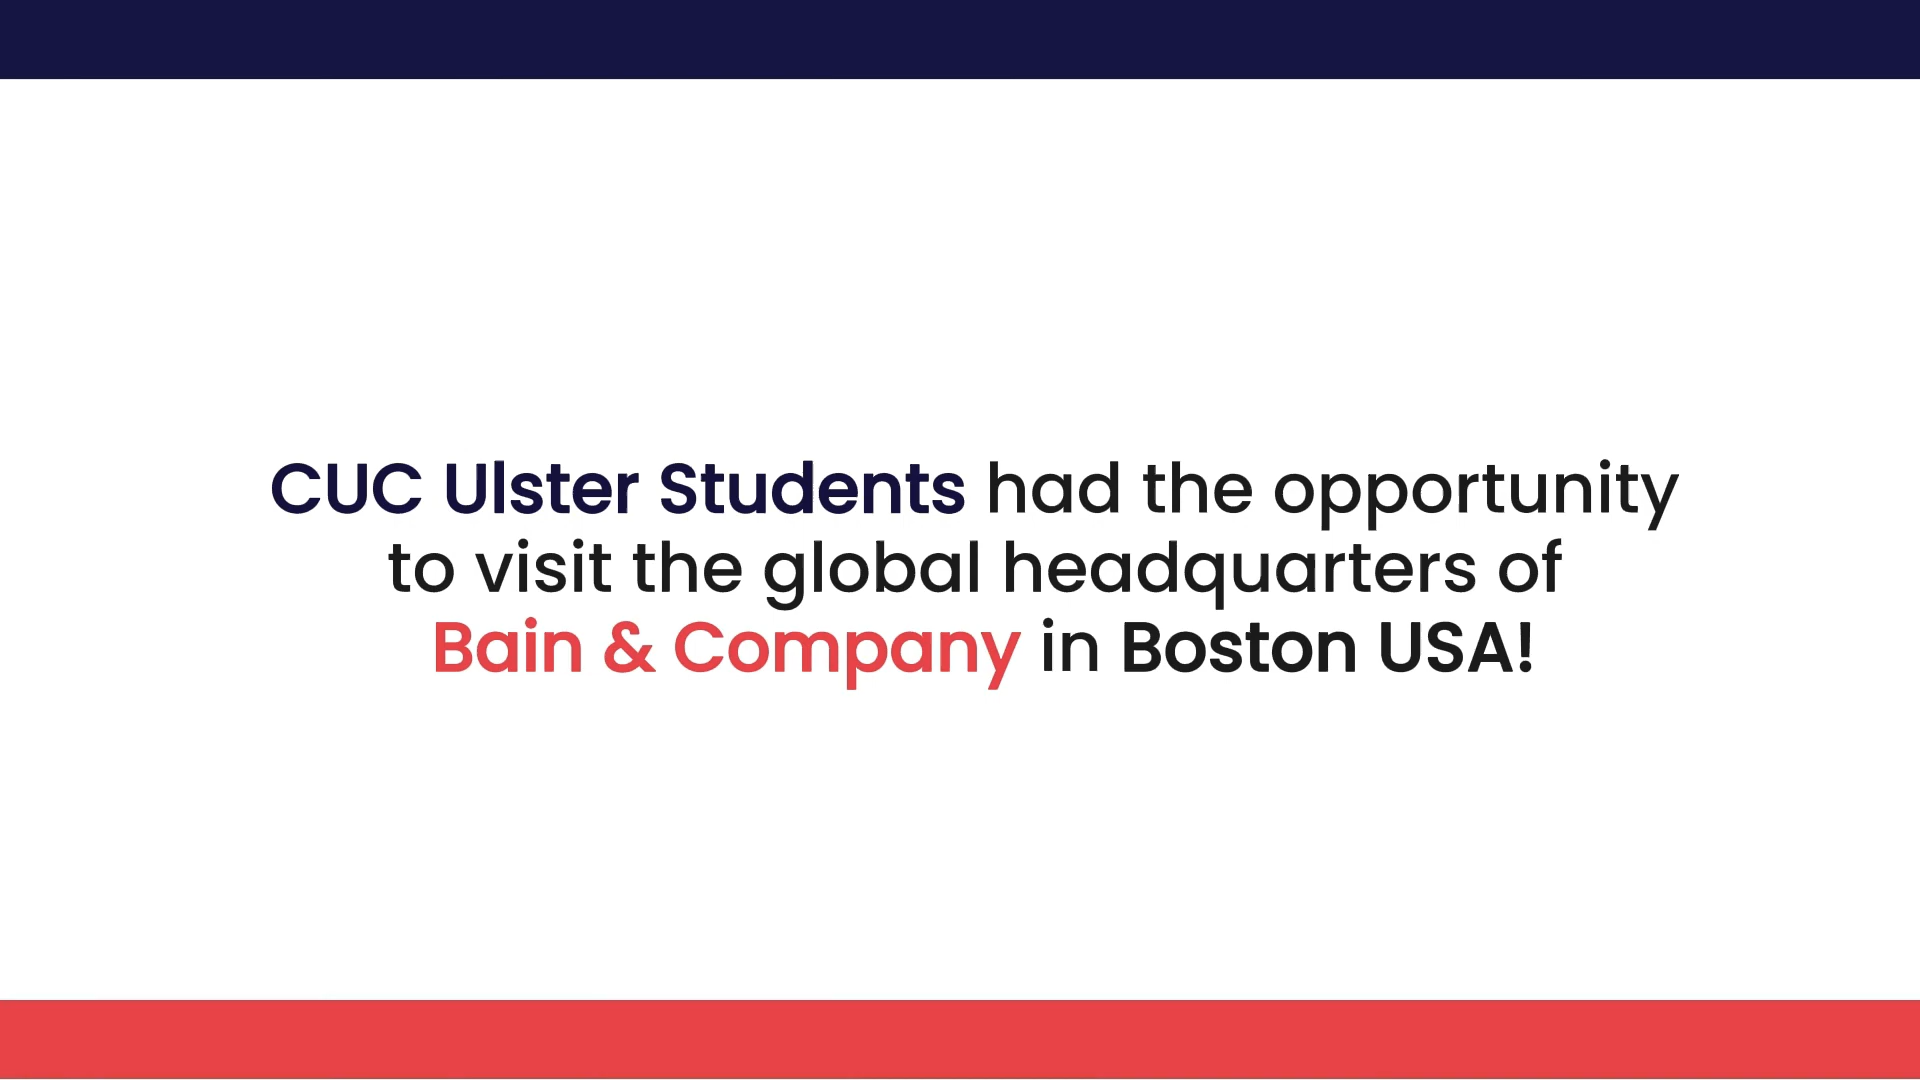 CUC Ulster Students had the opportunity
to visit the global headquarters of
Bain & Company in Boston USA!